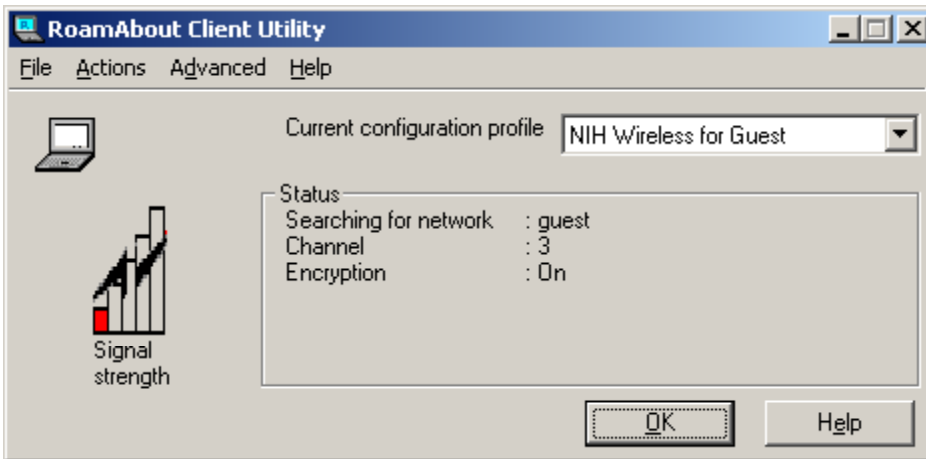 RoamAbout Client Utility
File Actions Advanced Help
Current configuration profile NIH Wireless for Guest
Status
Searching for network : guest
Channel : 3
Encryption : On
Signal
strength
OK Help